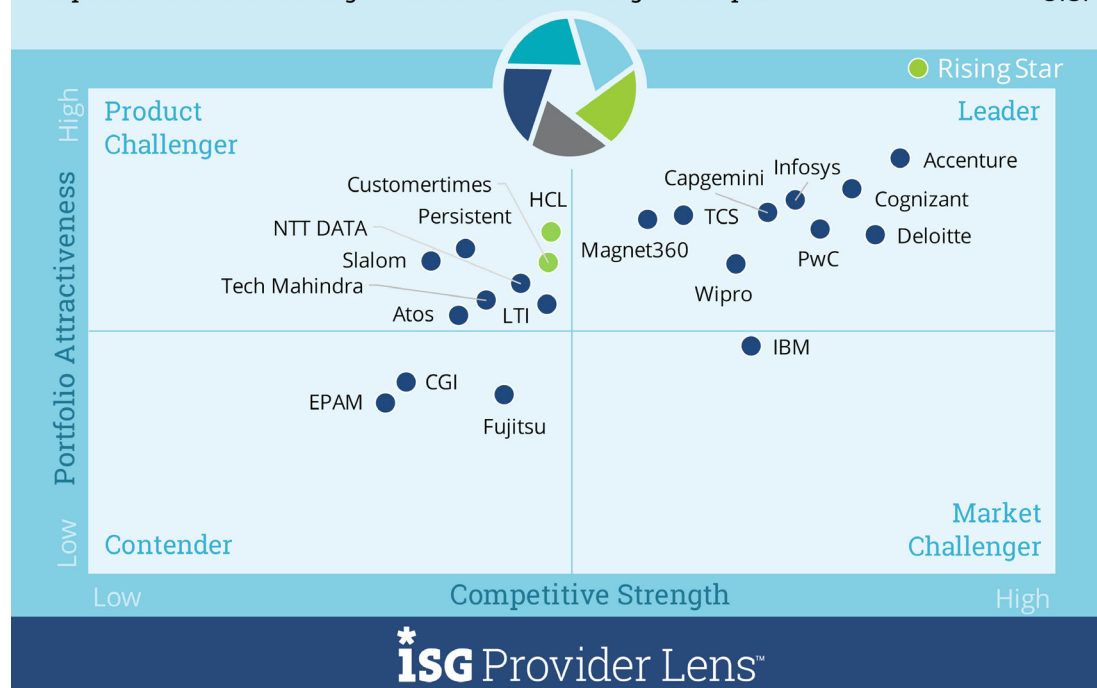 Rising Star
High
Product
Challenger
Leader
Accenture
Infosys
Capgemini
Customertimes
HCL
Cognizant
Persistent
TCS
NTT DATA
Deloitte
Magnet360
Slalom
PwC
Tech Mahindra
Wipro
Atos
LTI
IBM
CGI
EPAM
Fujitsu
Portfolio Attractiveness
Market
Challenger
Contender
Low
Low
Competitive Strength
High
*ISG Provider Lens™